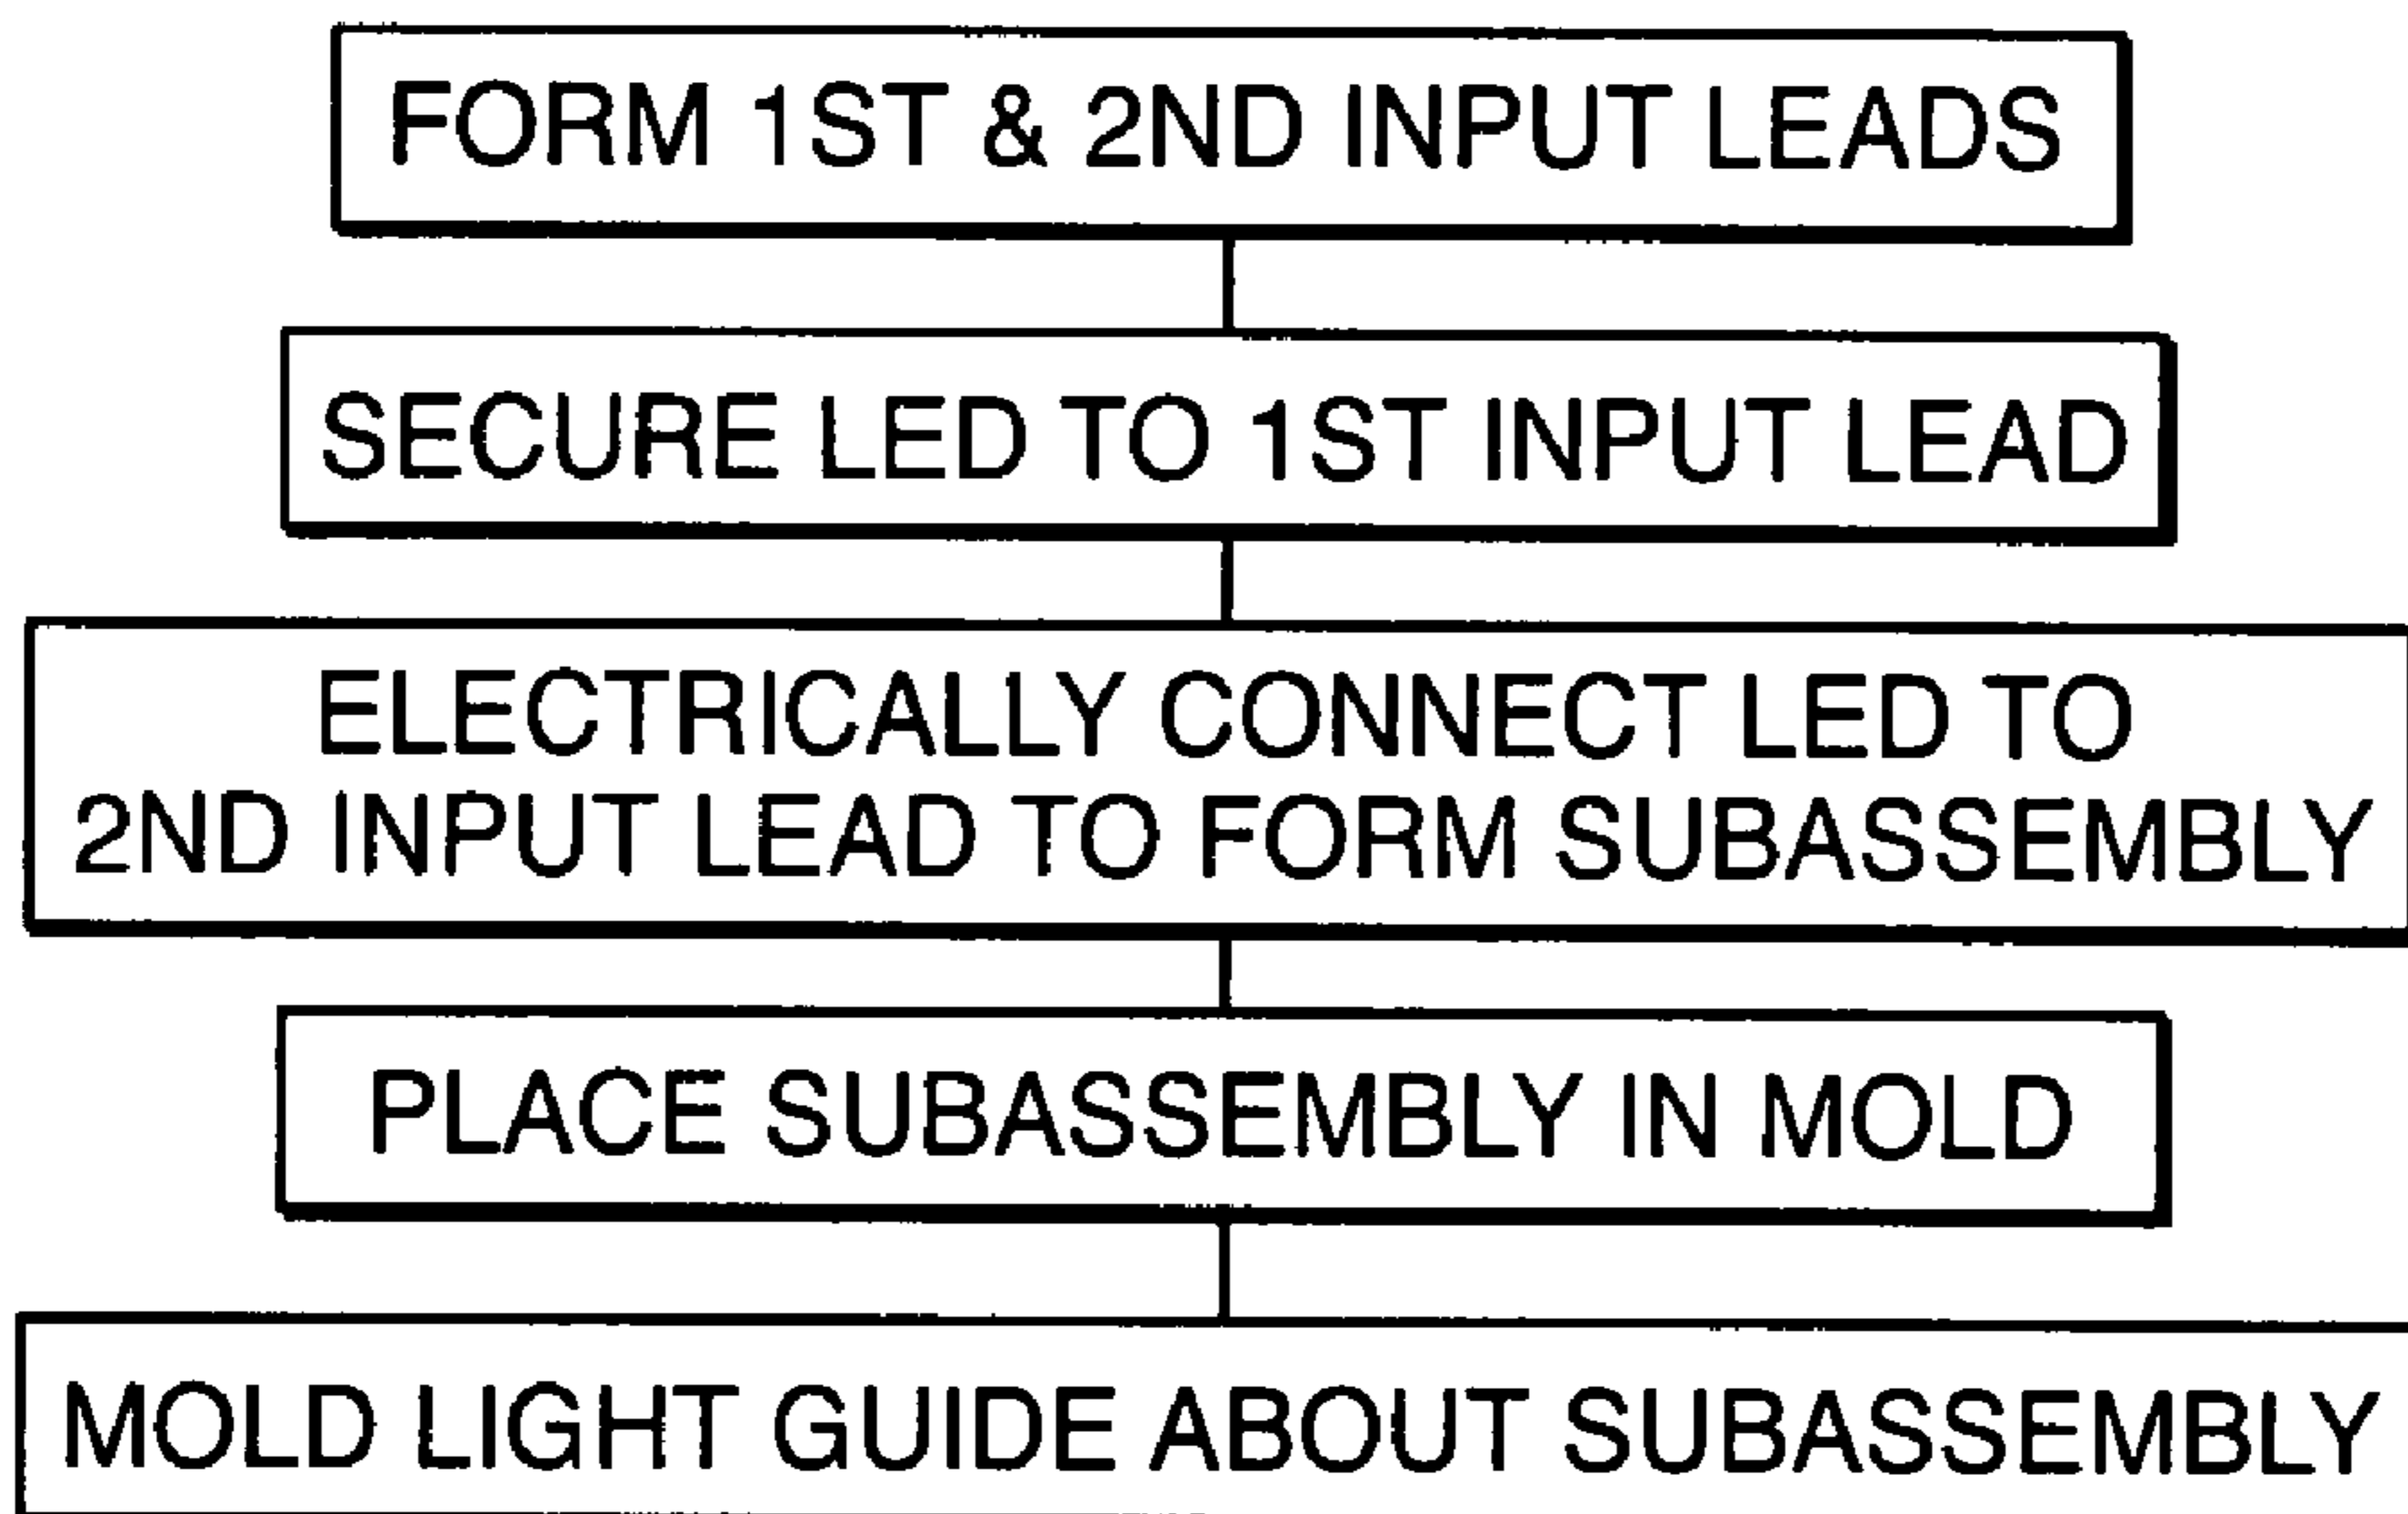 FORM 1ST & 2ND INPUT LEADS
SECURE LED TO 1ST INPUT LEAD
ELECTRICALLY CONNECT LED TO
2ND INPUT LEAD TO FORM SUBASSEMBLY
PLACE SUBASSEMBLY IN MOLD
MOLD LIGHT GUIDE ABOUT SUBASSEMBLY